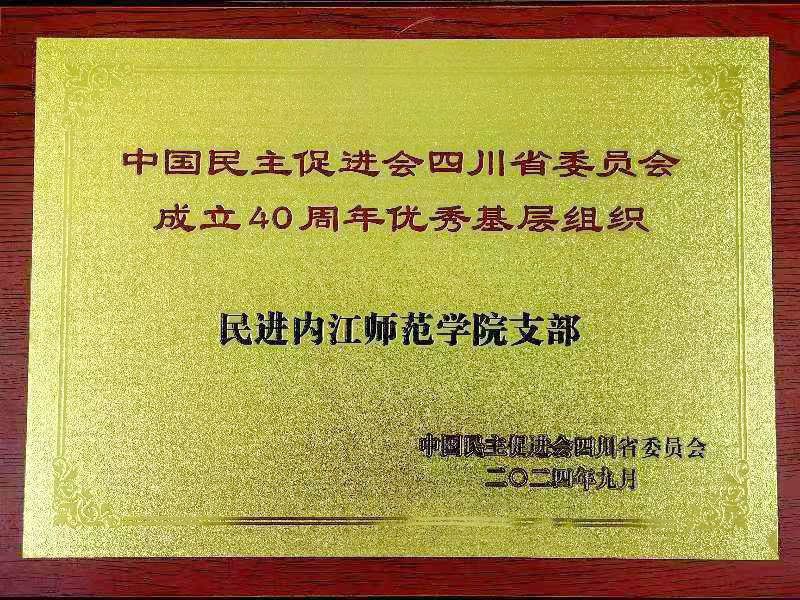 中国民主促进会四川省委员会
成立40周年优秀基层组织
民进内江师范学院支部
中国民主促进会四川省委员会
二〇二四年九月